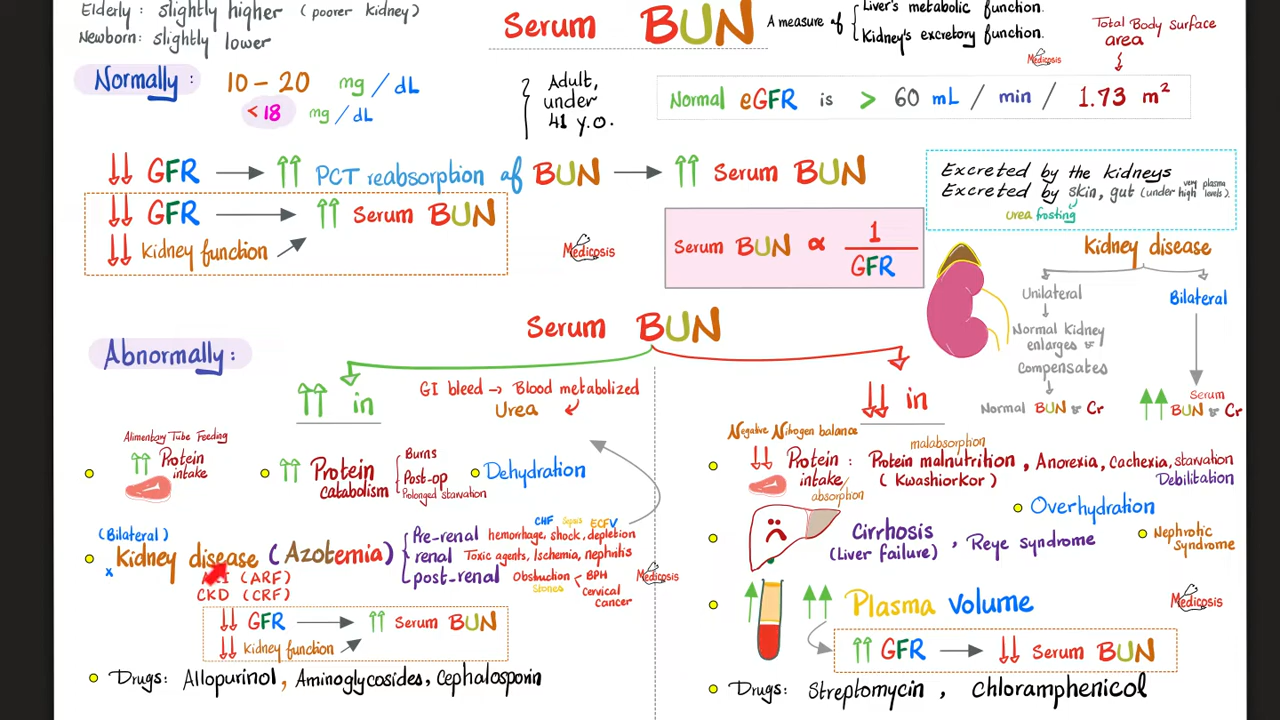 Elderly: slightly higher (poorer Kidney)
Newborn: slightly lower
Serum BUN
A measure of { Liver's metabolic function.
Kidney's excretory function.
Total Body surface
area
Medicosis
Normally:
10 - 20 mg / dL
< 18 mg / dL
Adult,
under
41 y.o.
Normal eGFR is > 60 mL / min / 1.73 m²
↓↓ GFR → ↑↑ PCT reabsorption of BUN → ↑↑ Serum BUN
↓↓ GFR → ↑↑ Serum BUN
↓↓ Kidney function ↗
Medicosis
Serum BUN ∝ 1 / GFR
Excreted by the kidneys
Excreted by skin, gut (under very high plasma levels).
urea frosting
Kidney disease
Unilateral
Normal Kidney
enlarges &
compensates
Normal BUN & Cr
Bilateral
↑↑ Serum
BUN & Cr
Serum BUN
Abnormally:
↑↑ in
GI bleed → Blood metabolized
Urea
Alimentary Tube Feeding
↑↑ Protein
intake
↑↑ Protein
catabolism
Burns
Post-op
Prolonged starvation
Dehydration
(Bilateral)
Kidney disease (Azotemia)
(ARF)
CKD (CRF)
CHF Sepsis ECFV
Pre-renal hemorrhage, shock, depletion
renal Toxic agents, Ischemia, nephritis
post-renal Obstruction BPH
Stones Cervical
Cancer
Medicosis
↓↓ GFR → ↑↑ Serum BUN
↓↓ Kidney function ↗
Drugs: Allopurinol, Aminoglycosides, Cephalosporin
↓↓ in
Negative Nitrogen balance
malabsorption
↓↓ Protein : Protein malnutrition, Anorexia, Cachexia, starvation
intake/ (Kwashiorkor) Debilitation
absorption
Overhydration
Cirrhosis
(Liver failure)
, Reye syndrome
Nephrotic
Syndrome
↑ ↑↑ Plasma Volume
Medicosis
↑↑ GFR → ↓↓ Serum BUN
Drugs: Streptomycin, chloramphenicol